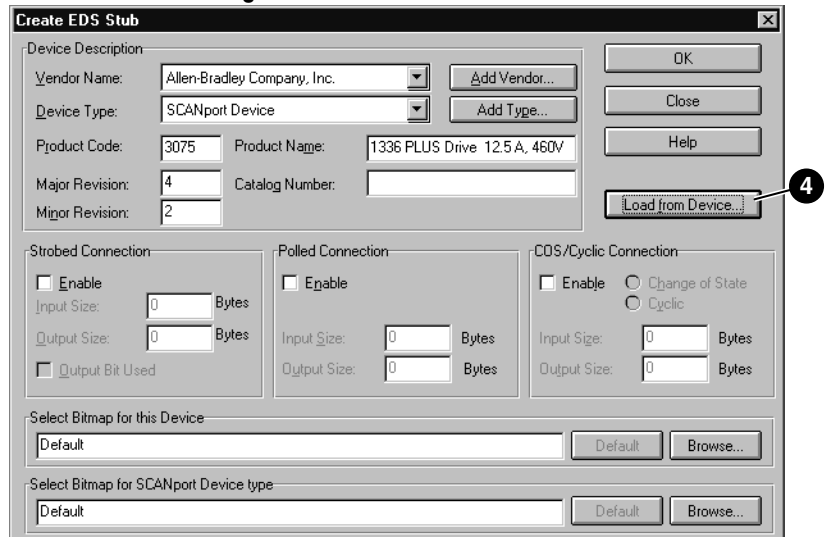 Create EDS Stub
Device Description
Vendor Name: Allen-Bradley Company, Inc. Add Vendor...
Device Type: SCANport Device Add Type...
Product Code: 3075 Product Name: 1336 PLUS Drive 12.5 A, 460V
Major Revision: 4 Catalog Number:
Minor Revision: 2
OK
Close
Help
Load from Device...
4
Strobed Connection
Enable
Input Size: 0 Bytes
Output Size: 0 Bytes
Output Bit Used
Polled Connection
Enable
Input Size: 0 Bytes
Output Size: 0 Bytes
COS/Cyclic Connection
Enable Change of State
Cyclic
Input Size: 0 Bytes
Output Size: 0 Bytes
Select Bitmap for this Device
Default Default Browse...
Select Bitmap for SCANport Device type
Default Default Browse...